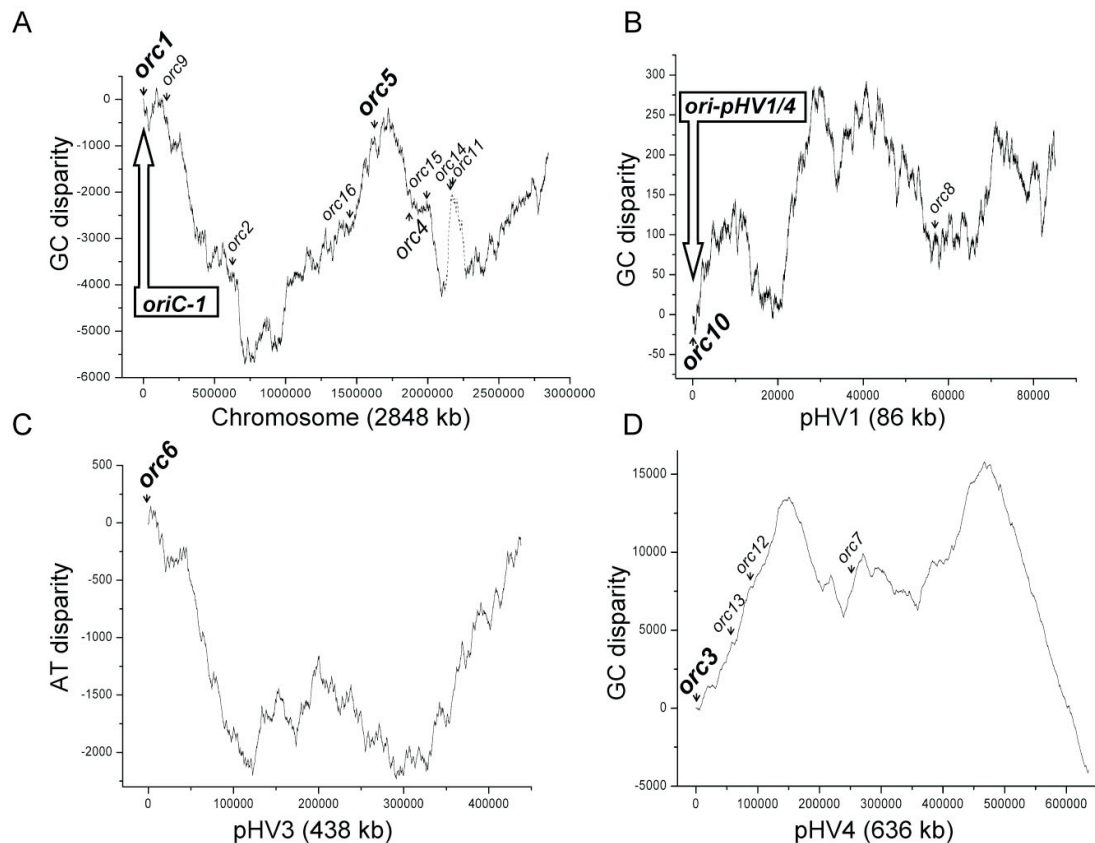 A
orc1
orc9
orc5
orc2
orc16
orc15
orc14
orc11
orc4
oriC-1
0
-1000
-2000
-3000
-4000
-5000
-6000
GC disparity
0 500000 1000000 1500000 2000000 2500000 3000000
Chromosome (2848 kb)
B
ori-pHV1/4
orc8
orc10
300
250
200
150
100
50
0
-50
GC disparity
0 20000 40000 60000 80000
pHV1 (86 kb)
C
orc6
500
0
-500
-1000
-1500
-2000
AT disparity
0 100000 200000 300000 400000
pHV3 (438 kb)
D
orc12
orc13
orc7
orc3
15000
10000
5000
0
-5000
GC disparity
0 100000 200000 300000 400000 500000 600000
pHV4 (636 kb)